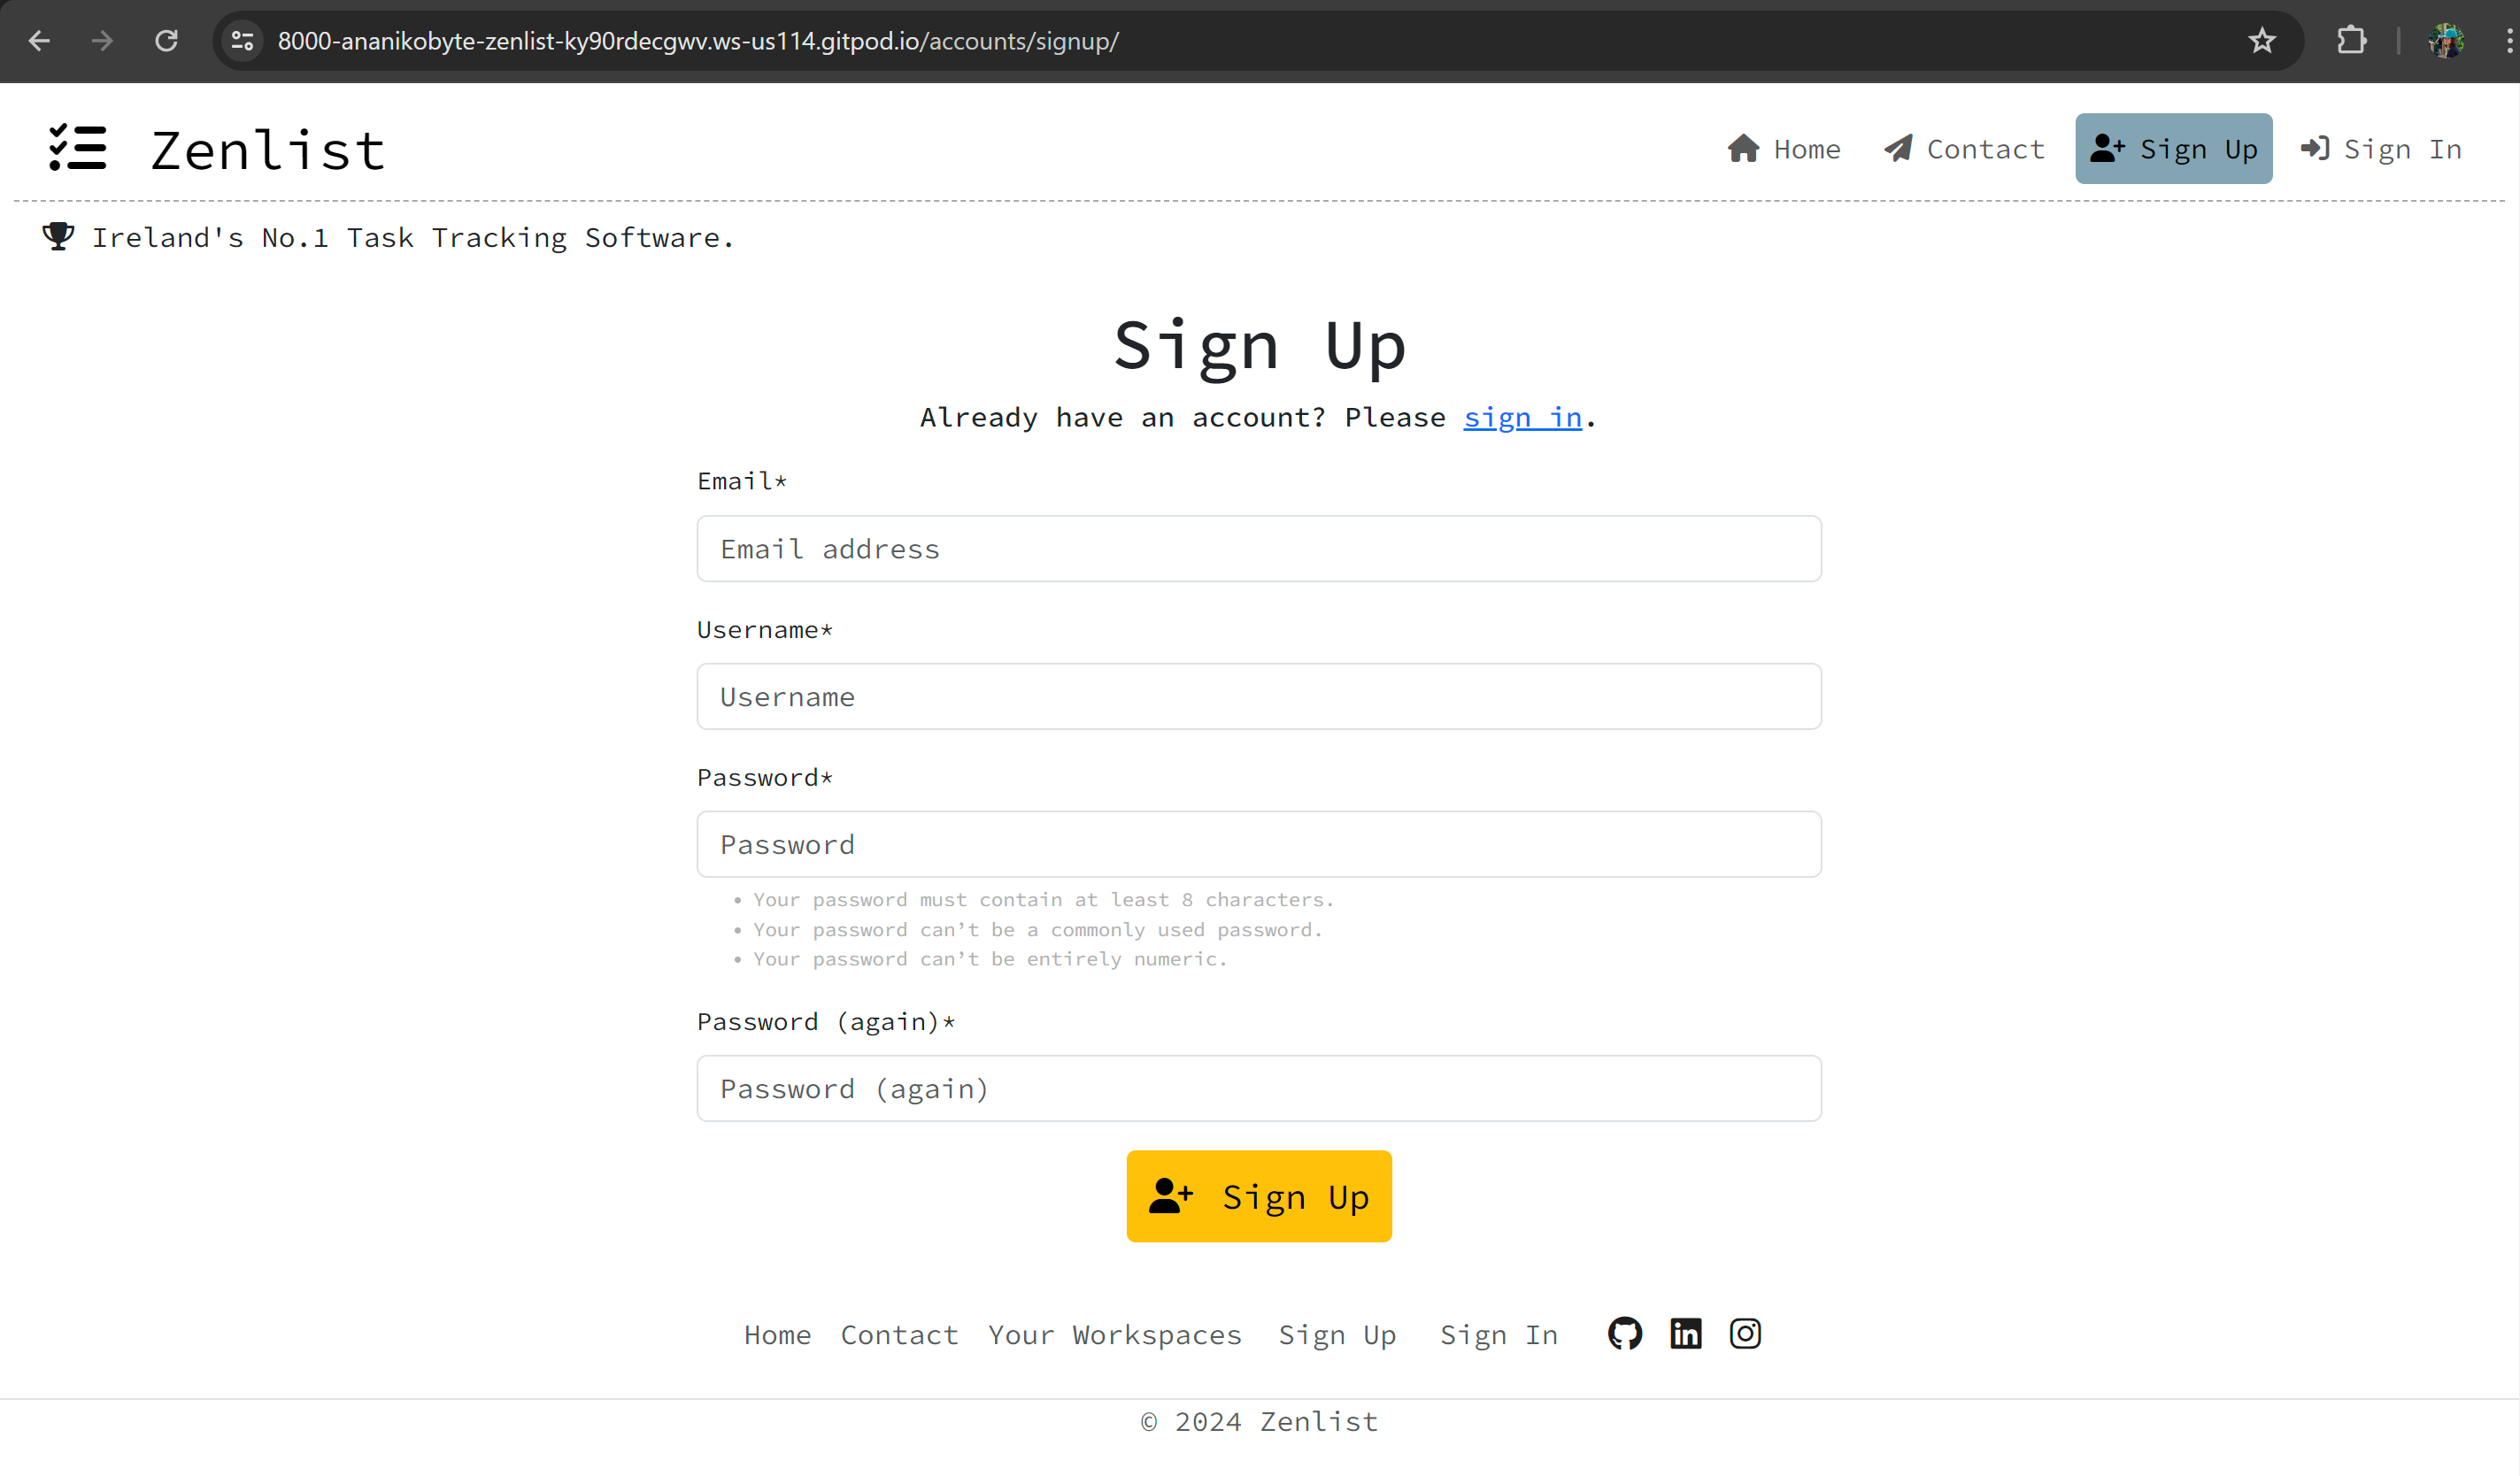 8000-ananikobyte-zenlist-ky90rdecgwv.ws-us114.gitpod.io/accounts/signup/
Zenlist
Home Contact Sign Up Sign In
Ireland's No.1 Task Tracking Software.
Sign Up
Already have an account? Please sign in.
Email*
Email address
Username*
Username
Password*
Password
• Your password must contain at least 8 characters.
• Your password can’t be a commonly used password.
• Your password can’t be entirely numeric.
Password (again)*
Password (again)
Sign Up
Home Contact Your Workspaces Sign Up Sign In in
© 2024 Zenlist